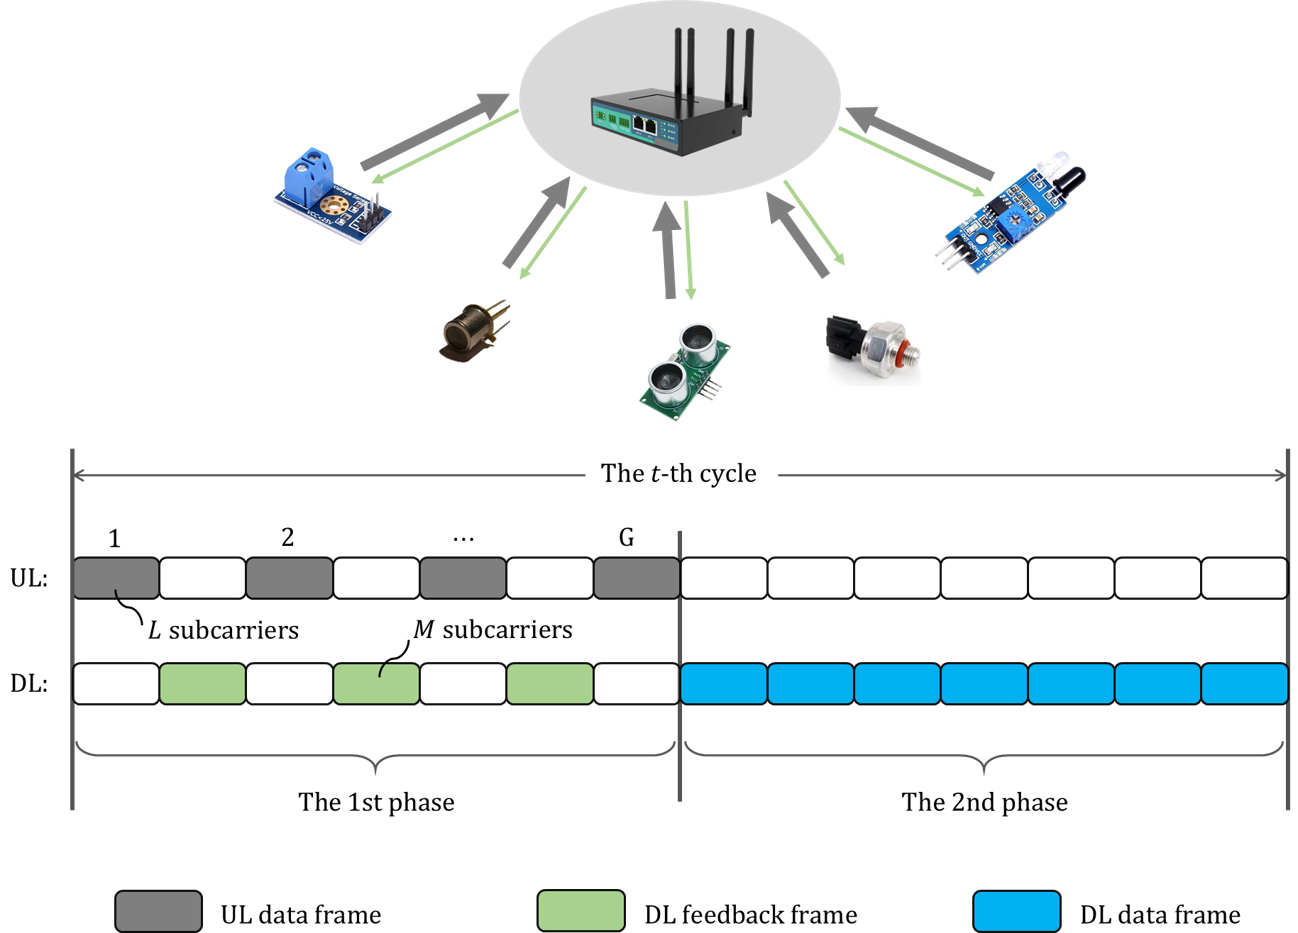 The t-th cycle
1 2 ... G
UL:
L subcarriers M subcarriers
DL:
The 1st phase The 2nd phase
UL data frame DL feedback frame DL data frame